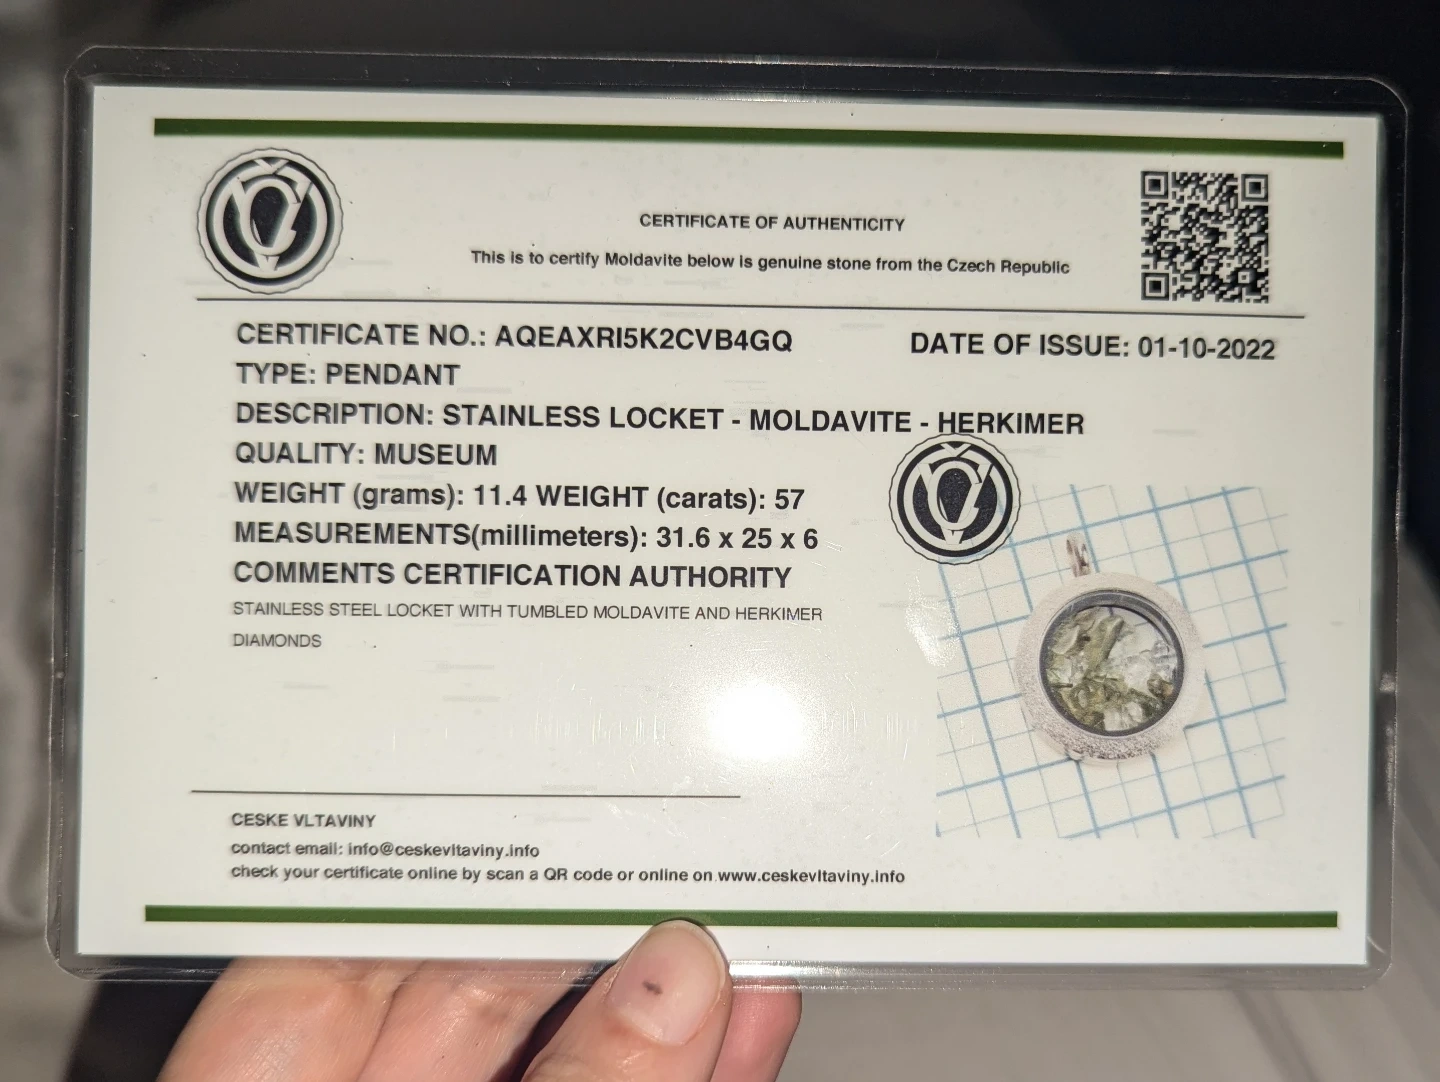 CERTIFICATE OF AUTHENTICITY
This is to certify Moldavite below is genuine stone from the Czech Republic
CERTIFICATE NO.: AQEAXRI5K2CVB4GQ
DATE OF ISSUE: 01-10-2022
TYPE: PENDANT
DESCRIPTION: STAINLESS LOCKET - MOLDAVITE - HERKIMER
QUALITY: MUSEUM
WEIGHT (grams): 11.4 WEIGHT (carats): 57
MEASUREMENTS(millimeters): 31.6 x 25 x 6
COMMENTS CERTIFICATION AUTHORITY
STAINLESS STEEL LOCKET WITH TUMBLED MOLDAVITE AND HERKIMER
DIAMONDS
CESKE VLTAVINY
contact email: info@ceskevltaviny.info
check your certificate online by scan a QR code or online on www.ceskevltaviny.info